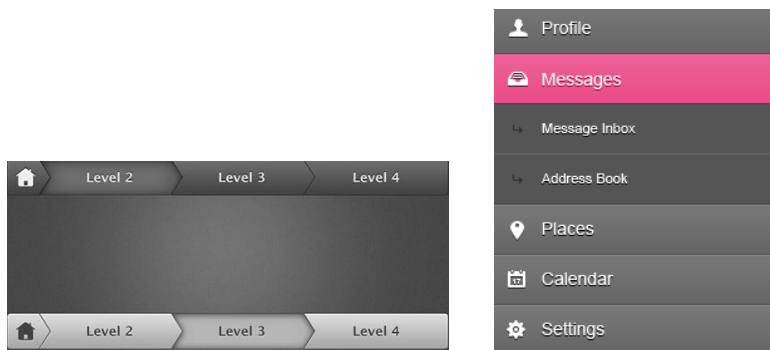 Level 2 Level 3 Level 4
Level 2 Level 3 Level 4
Profile
Messages
Message Inbox
Address Book
Places
17 Calendar
Settings